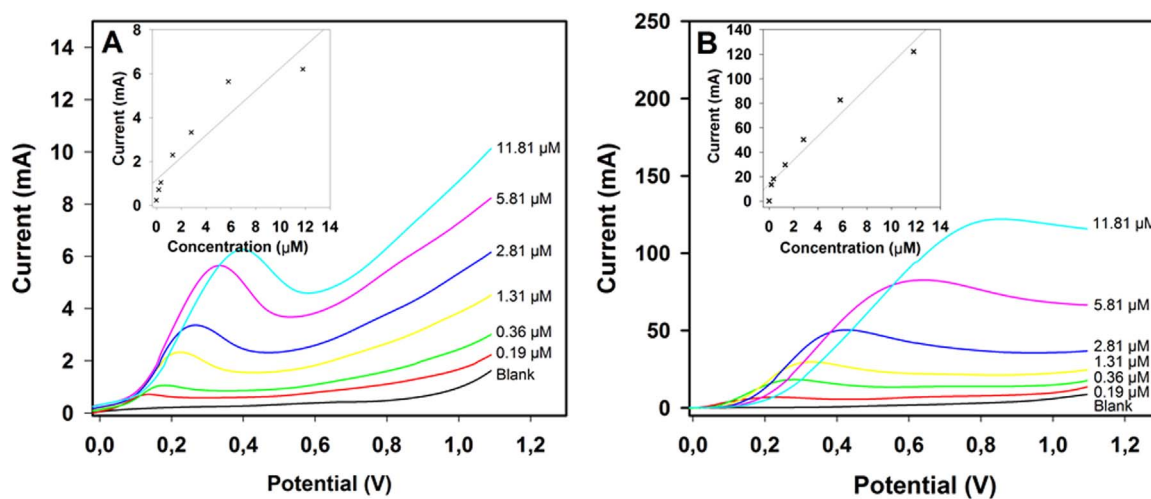 A
14
12
10
8
6
4
2
0
Current (mA)
0,0 0,2 0,4 0,6 0,8 1,0 1,2
Potential (V)
8
6
4
2
0
Current (mA)
0 2 4 6 8 10 12 14
Concentration (µM)
11.81 µM
5.81 µM
2.81 µM
1.31 µM
0.36 µM
0.19 µM
Blank
B
250
200
150
100
50
0
Current (mA)
0,0 0,2 0,4 0,6 0,8 1,0 1,2
Potential (V)
140
120
100
80
60
40
20
0
Current (mA)
0 2 4 6 8 10 12 14
Concentration (µM)
11.81 µM
5.81 µM
2.81 µM
1.31 µM
0.36 µM
0.19 µM
Blank